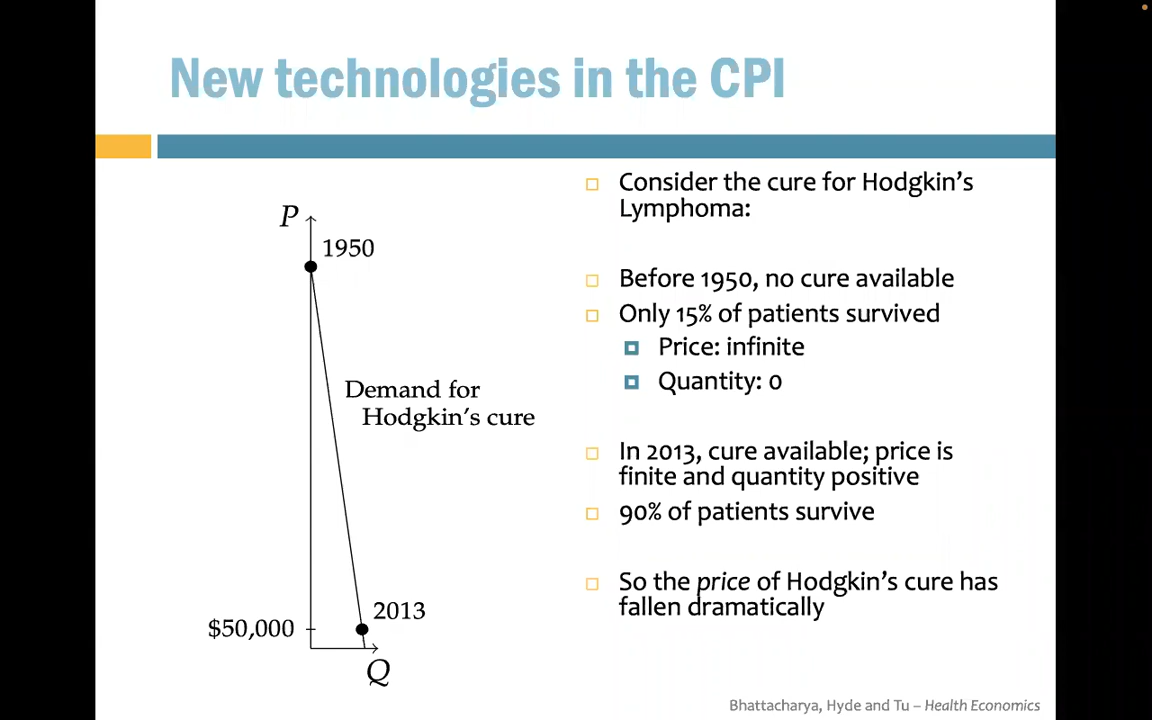 New technologies in the CPI
P
1950
Demand for
Hodgkin's cure
2013
$50,000
Q
Consider the cure for Hodgkin's
Lymphoma:
Before 1950, no cure available
Only 15% of patients survived
Price: infinite
Quantity: 0
In 2013, cure available; price is
finite and quantity positive
90% of patients survive
So the price of Hodgkin's cure has
fallen dramatically
Bhattacharya, Hyde and Tu – Health Economics